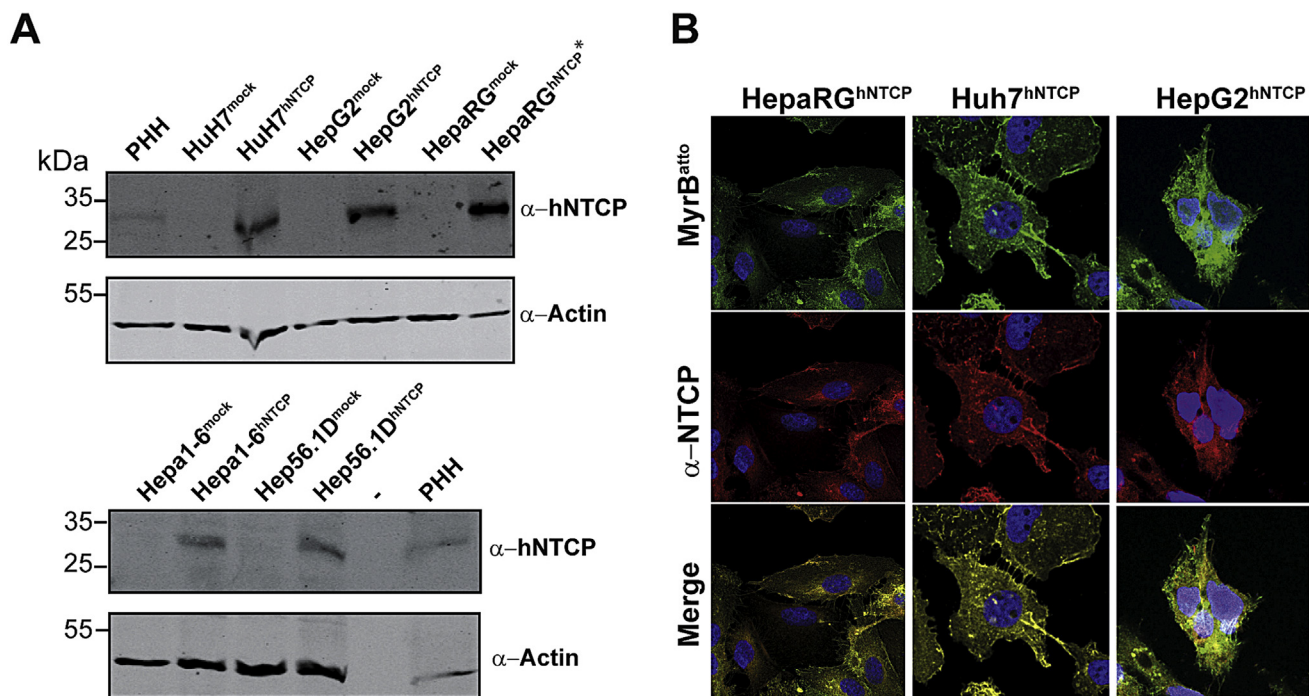 A
PHH HuH7mock HuH7hNTCP HepG2mock HepG2hNTCP HepaRGmock HepaRGhNTCP*
kDa
35
25
α–hNTCP
55
α–Actin
Hepa1-6mock Hepa1-6hNTCP Hep56.1Dmock Hep56.1DhNTCP - PHH
35
25
α–hNTCP
55
α–Actin
B
HepaRGhNTCP Huh7hNTCP HepG2hNTCP
MyrBatto
α–NTCP
Merge